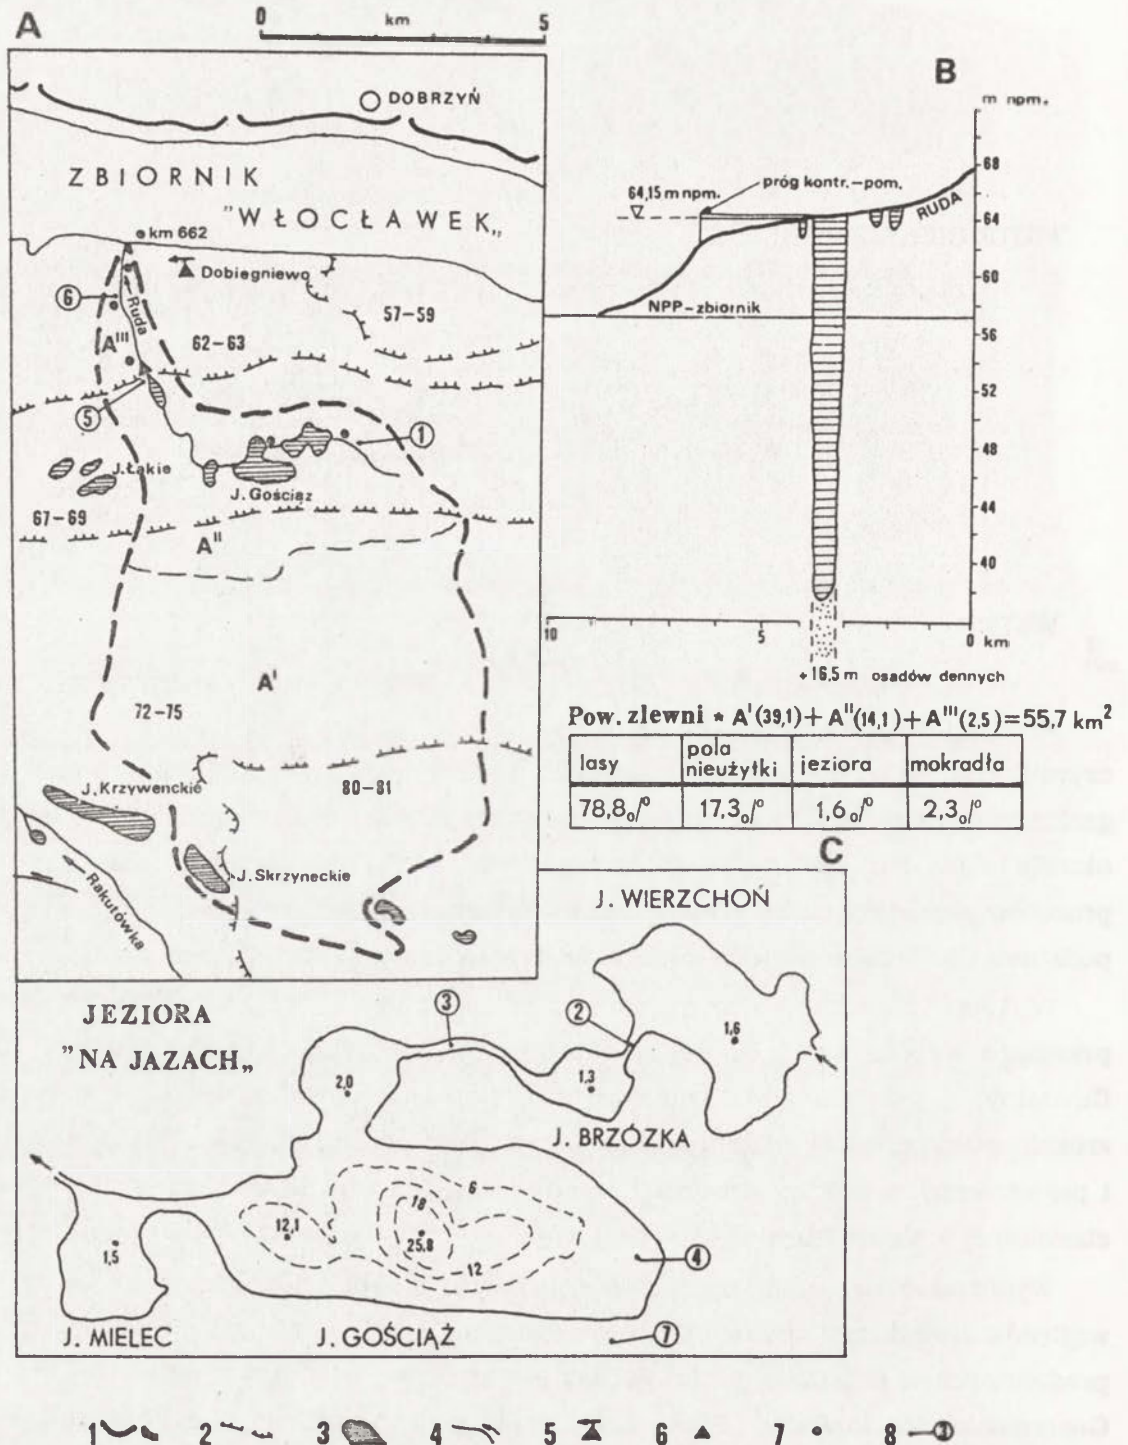 A
0 km 5
DOBRZYŃ
ZBIORNIK
"WŁOCŁAWEK„
km 662
Dobiegniewo
6
Ruda
57-59
A'''
62-63
5
1
J.Łąkie
J. Gościąż
67-69
A''
A'
72-75
J. Krzywenckie
80-81
J. Skrzyneckie
Rakutówka
B
m npm.
68
64,15 m npm.
próg kontr.-pom.
RUDA
64
60
NPP-zbiornik
56
52
48
44
40
10 5 0 km
+16,5 m osadów dennych
Pow. zlewni * A'(39,1)+ A''(14,1)+ A'''(2,5)=55,7 km²
lasy pola nieużytki jeziora mokradła
78,8 o/o 17,3 o/o 1,6 o/o 2,3 o/o
C
J. WIERZCHOŃ
JEZIORA
"NA JAZACH„
3
2
1,6
2,0
1,3
J. BRZÓZKA
6
18
12,1
25,8
12
1,5
4
J. MIELEC J. GOŚCIĄŻ 7
1 2 3 4 5 6 7 8 3